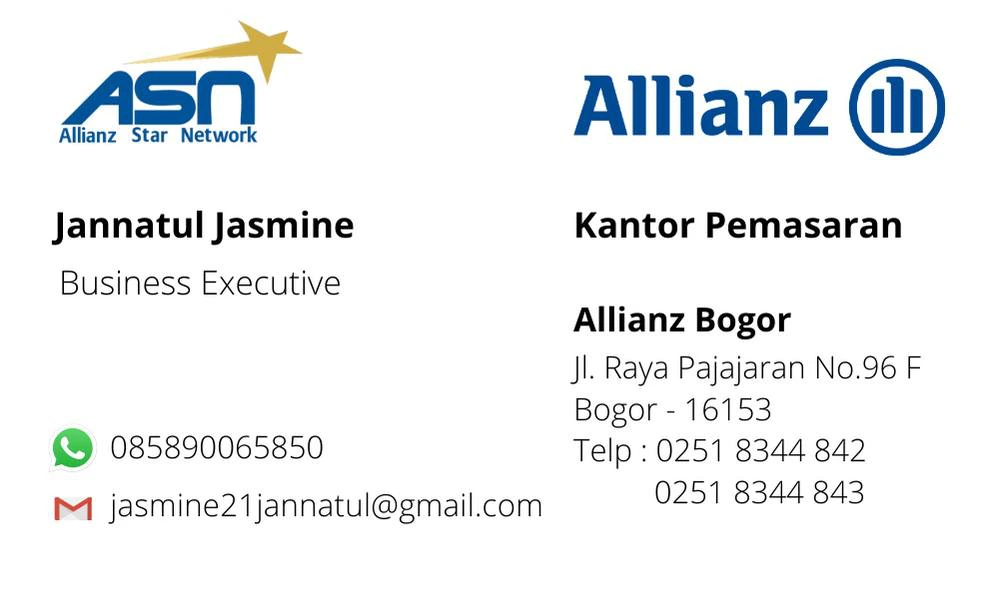 ASN
Allianz Star Network
Jannatul Jasmine
Business Executive
085890065850
jasmine21jannatul@gmail.com
Allianz
Kantor Pemasaran
Allianz Bogor
Jl. Raya Pajajaran No.96 F
Bogor - 16153
Telp : 0251 8344 842
0251 8344 843